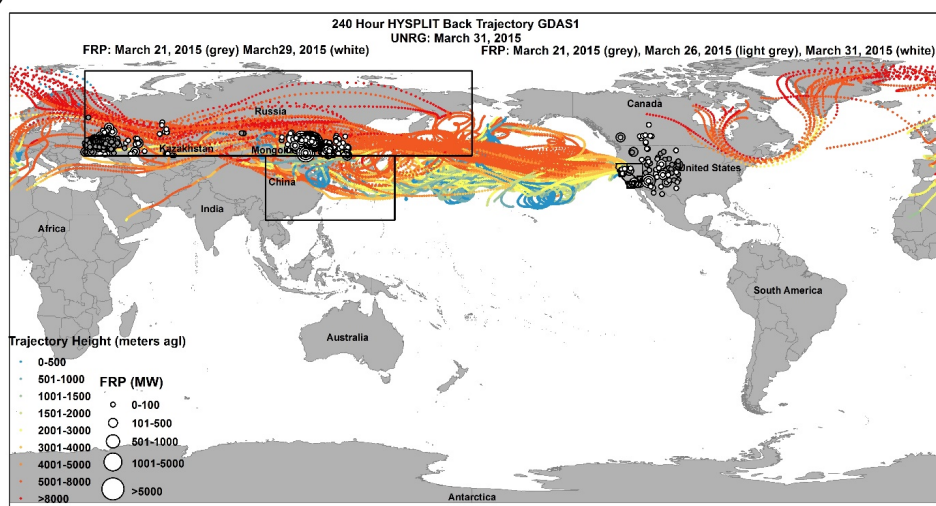 240 Hour HYSPLIT Back Trajectory GDAS1
UNRG: March 31, 2015
FRP: March 21, 2015 (grey) March29, 2015 (white)
FRP: March 21, 2015 (grey), March 26, 2015 (light grey), March 31, 2015 (white)
Canada
Russia
Kazakhstan
Mongolia
United States
China
India
Africa
South America
Australia
Trajectory Height (meters agl)
0-500
501-1000
1001-1500
1501-2000
2001-3000
3001-4000
4001-5000
5001-8000
>8000
FRP (MW)
0-100
101-500
501-1000
1001-5000
>5000
Antarctica